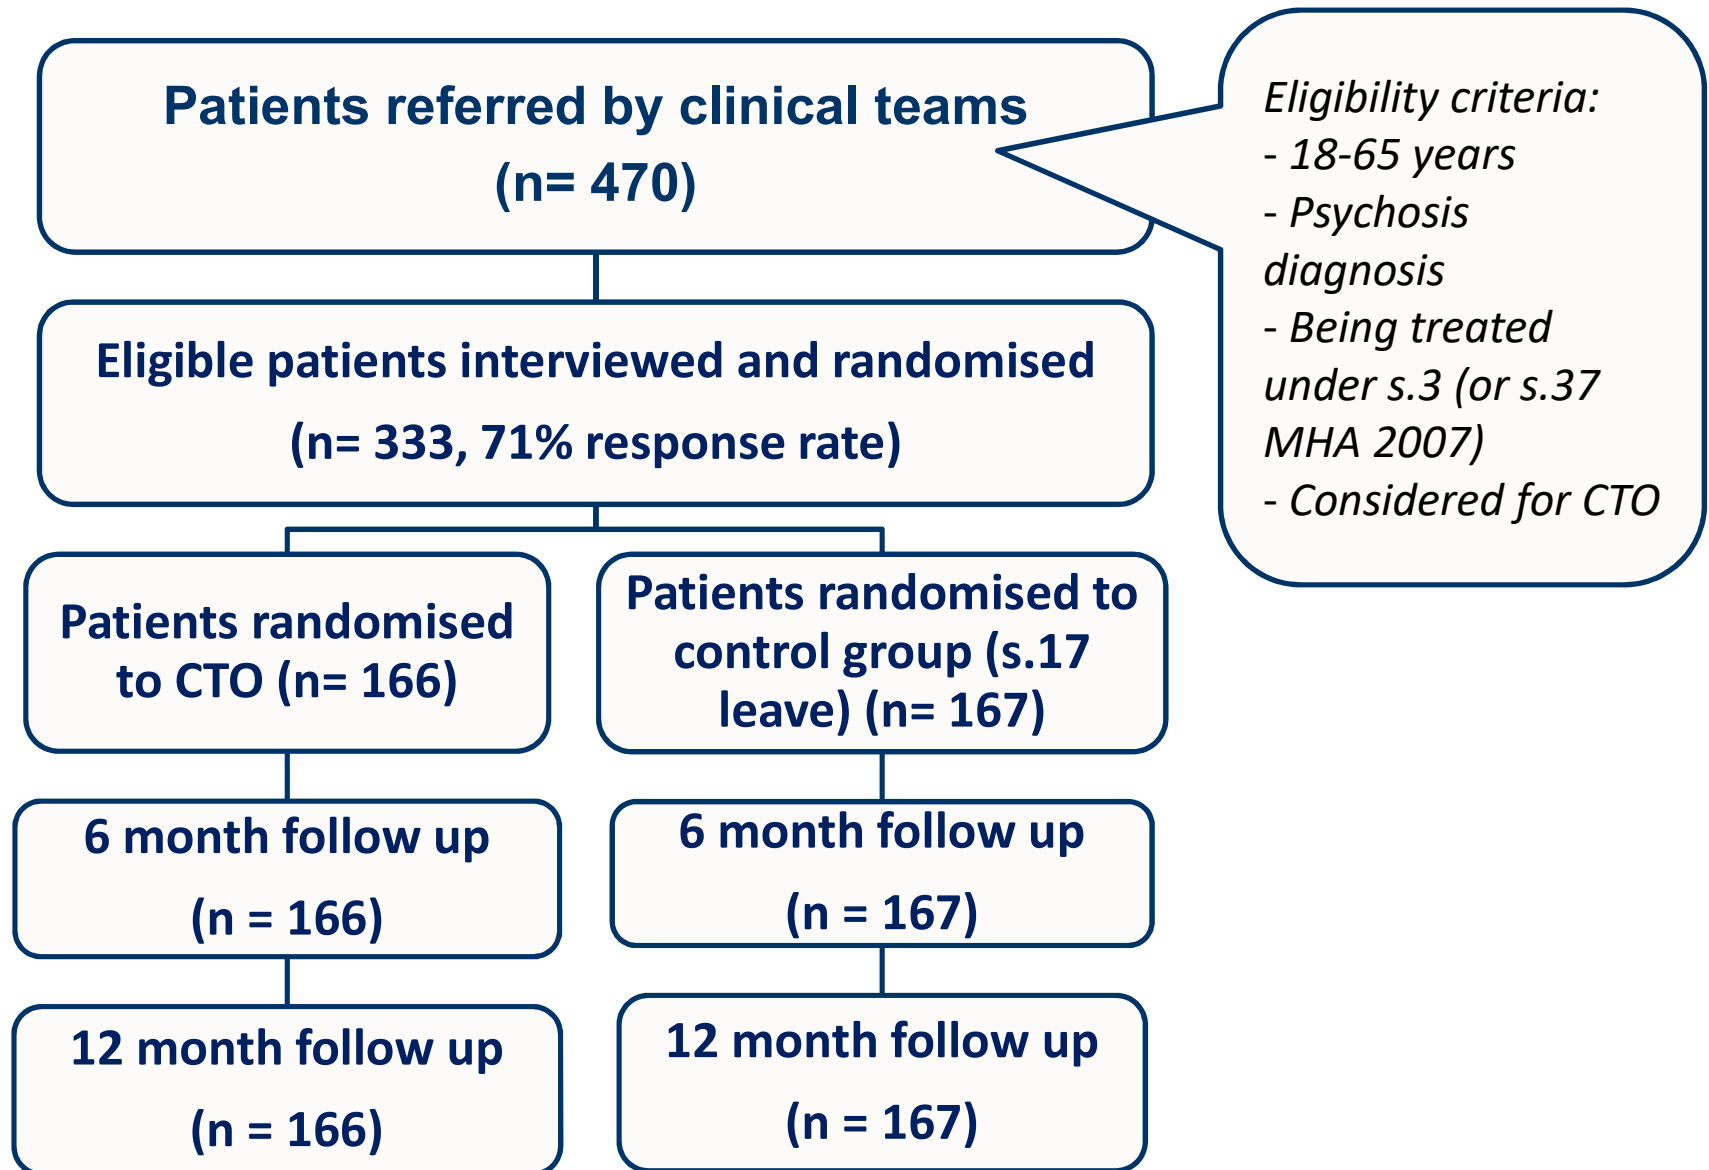 Patients referred by clinical teams
(n= 470)
Eligibility criteria:
- 18-65 years
- Psychosis
diagnosis
- Being treated
under s.3 (or s.37
MHA 2007)
- Considered for CTO
Eligible patients interviewed and randomised
(n= 333, 71% response rate)
Patients randomised
to CTO (n= 166)
Patients randomised to
control group (s.17
leave) (n= 167)
6 month follow up
(n = 166)
6 month follow up
(n = 167)
12 month follow up
(n = 166)
12 month follow up
(n = 167)